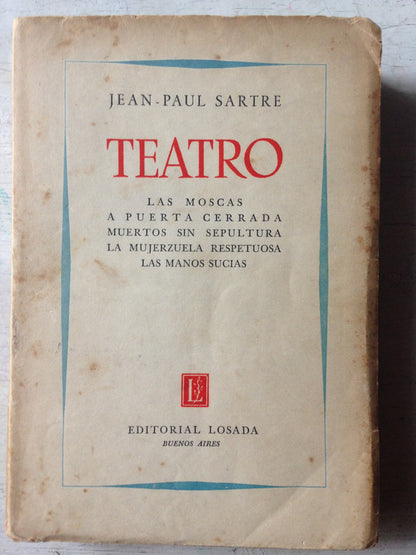 JEAN-PAUL SARTRE
TEATRO
LAS MOSCAS
A PUERTA CERRADA
MUERTOS SIN SEPULTURA
LA MUJERZUELA RESPETUOSA
LAS MANOS SUCIAS
EDITORIAL LOSADA
BUENOS AIRES